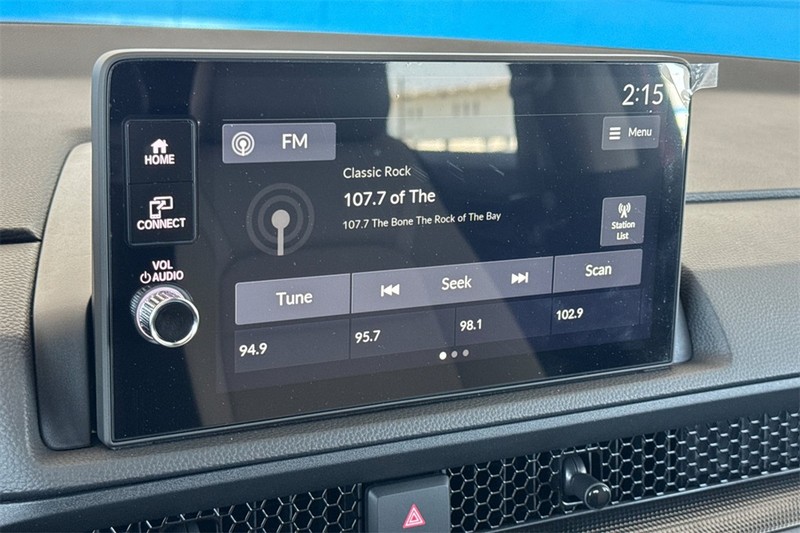 2:15
HOME
FM
Menu
Classic Rock
107.7 of The
107.7 The Bone The Rock of The Bay
CONNECT
Station
List
VOL
AUDIO
Tune
Seek
Scan
94.9
95.7
98.1
102.9